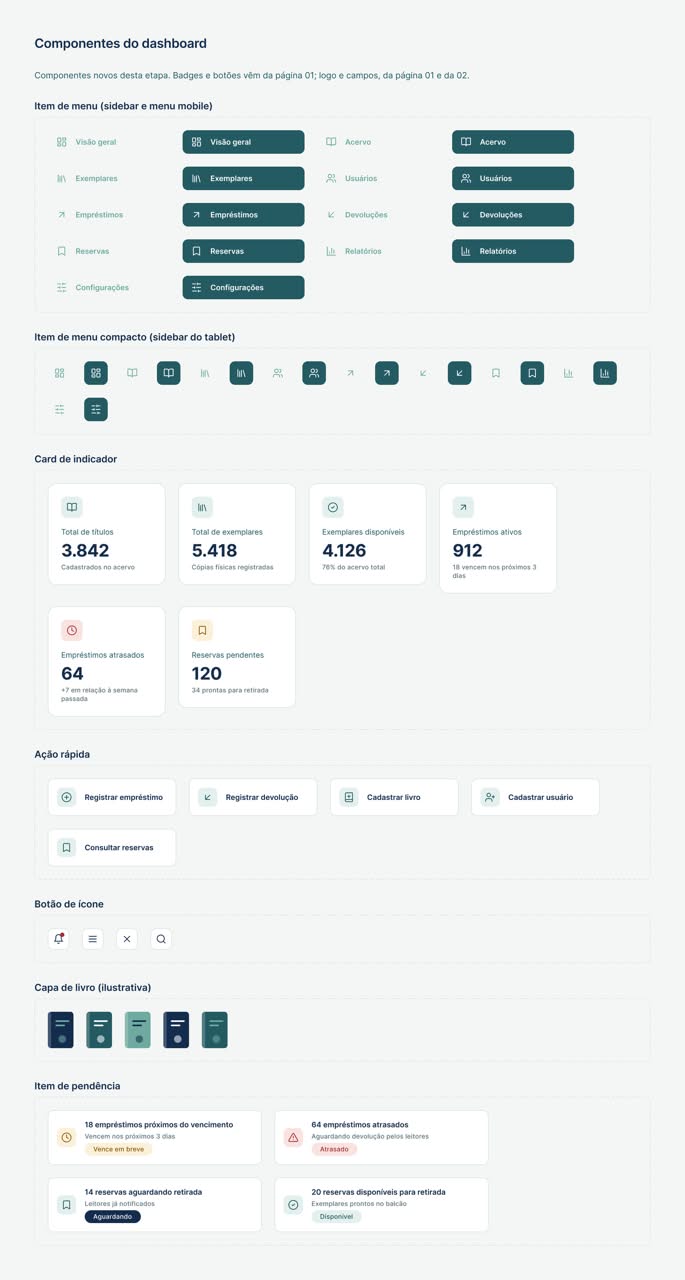 Componentes do dashboard
Componentes novos desta etapa. Badges e botões vêm da página 01; logo e campos, da página 01 e da 02.
Item de menu (sidebar e menu mobile)
Visão geral
Visão geral
Acervo
Acervo
Exemplares
Exemplares
Usuários
Usuários
Empréstimos
Empréstimos
Devoluções
Devoluções
Reservas
Reservas
Relatórios
Relatórios
Configurações
Configurações
Item de menu compacto (sidebar do tablet)
Card de indicador
Total de títulos
3.842
Cadastrados no acervo
Total de exemplares
5.418
Cópias físicas registradas
Exemplares disponíveis
4.126
76% do acervo total
Empréstimos ativos
912
18 vencem nos próximos 3
dias
Empréstimos atrasados
64
+7 em relação à semana
passada
Reservas pendentes
120
34 prontas para retirada
Ação rápida
Registrar empréstimo
Registrar devolução
Cadastrar livro
Cadastrar usuário
Consultar reservas
Botão de ícone
Capa de livro (ilustrativa)
Item de pendência
18 empréstimos próximos do vencimento
Vencem nos próximos 3 dias
Vence em breve
64 empréstimos atrasados
Aguardando devolução pelos leitores
Atrasado
14 reservas aguardando retirada
Leitores já notificados
Aguardando
20 reservas disponíveis para retirada
Exemplares prontos no balcão
Disponível